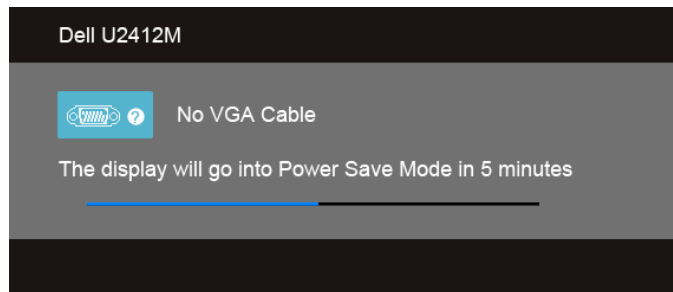 Dell U2412M
No VGA Cable
The display will go into Power Save Mode in 5 minutes